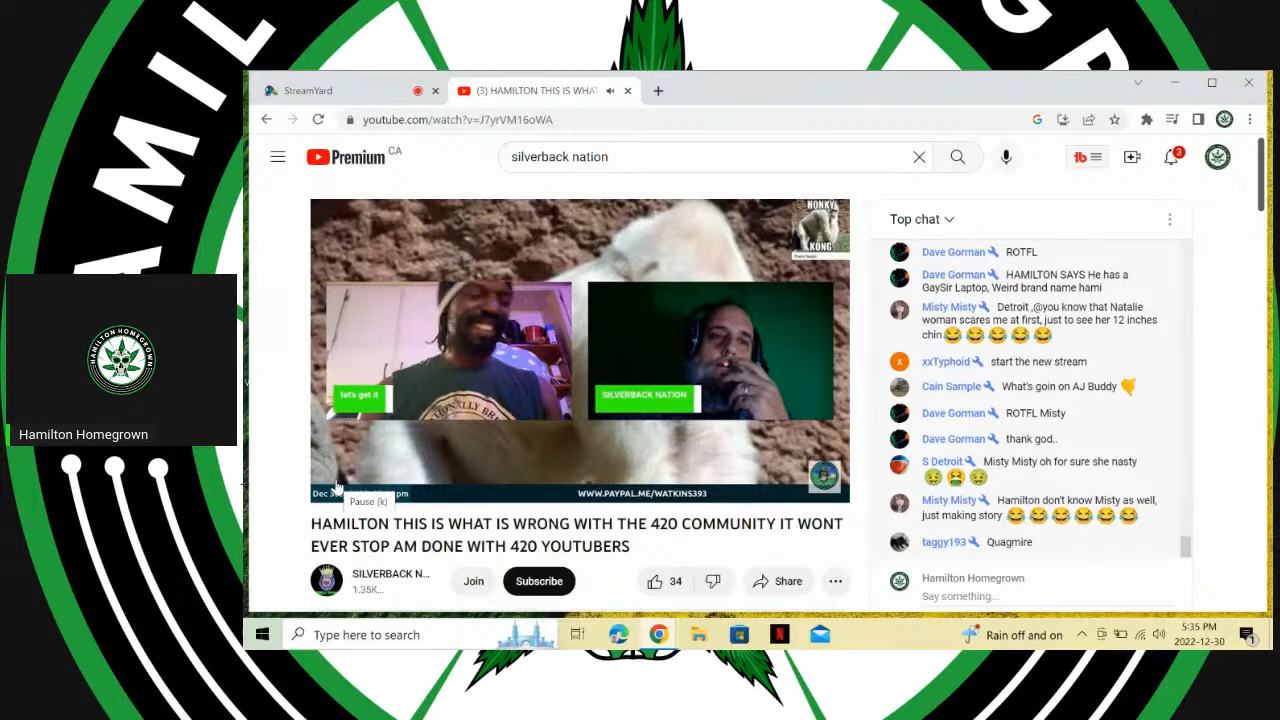 HAMIL
GR
StreamYard
(3) HAMILTON THIS IS WHAT
youtube.com/watch?v=J7yrVM16oWA
Premium CA
silverback nation
3
HONKY
KONG
Top chat
Dave Gorman ROTFL
Dave Gorman HAMILTON SAYS He has a
GaySir Laptop, Weird brand name hami
Misty Misty Detroit ,@you know that Natalie
woman scares me at first, just to see her 12 inches
chin😂😂😂😂😂
X
xxTyphoid start the new stream
Cain Sample What's goin on AJ Buddy
Dave Gorman ROTFL Misty
Dave Gorman thank god..
S Detroit Misty Misty oh for sure she nasty
🤢🤮🤢
Misty Misty Hamilton don't know Misty as well,
just making story 😂😂😂😂😂😂
taggy193 Quagmire
Hamilton Homegrown
Say something...
let's get it
SILVERBACK NATION
HAMILTON HOMEGROWN
Hamilton Homegrown
WWW.PAYPAL.ME/WATKINS393
Pause (k)
HAMILTON THIS IS WHAT IS WRONG WITH THE 420 COMMUNITY IT WONT
EVER STOP AM DONE WITH 420 YOUTUBERS
SILVERBACK N...
1.35K...
Join
Subscribe
34
Share
Type here to search
Rain off and on
5:35 PM
2022-12-30
1